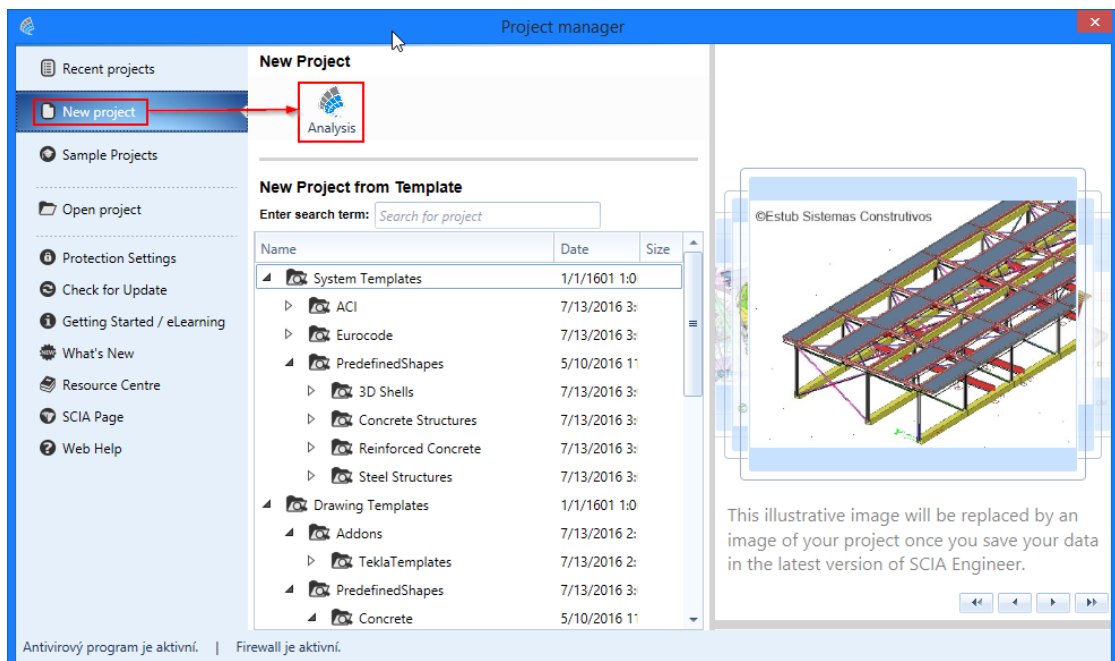 Project manager
Recent projects
New project
Sample Projects
Open project
Protection Settings
Check for Update
Getting Started / eLearning
What's New
Resource Centre
SCIA Page
Web Help
New Project
Analysis
New Project from Template
Enter search term: Search for project
Name Date Size
System Templates 1/1/1601 1:0
ACI 7/13/2016 3:
Eurocode 7/13/2016 3:
PredefinedShapes 5/10/2016 11
3D Shells 7/13/2016 3:
Concrete Structures 7/13/2016 3:
Reinforced Concrete 7/13/2016 3:
Steel Structures 7/13/2016 3:
Drawing Templates 1/1/1601 1:0
Addons 7/13/2016 2:
TeklaTemplates 7/13/2016 2:
PredefinedShapes 7/13/2016 3:
Concrete 5/10/2016 11
©Estub Sistemas Construtivos
This illustrative image will be replaced by an
image of your project once you save your data
in the latest version of SCIA Engineer.
Antivirový program je aktivní. | Firewall je aktivní.